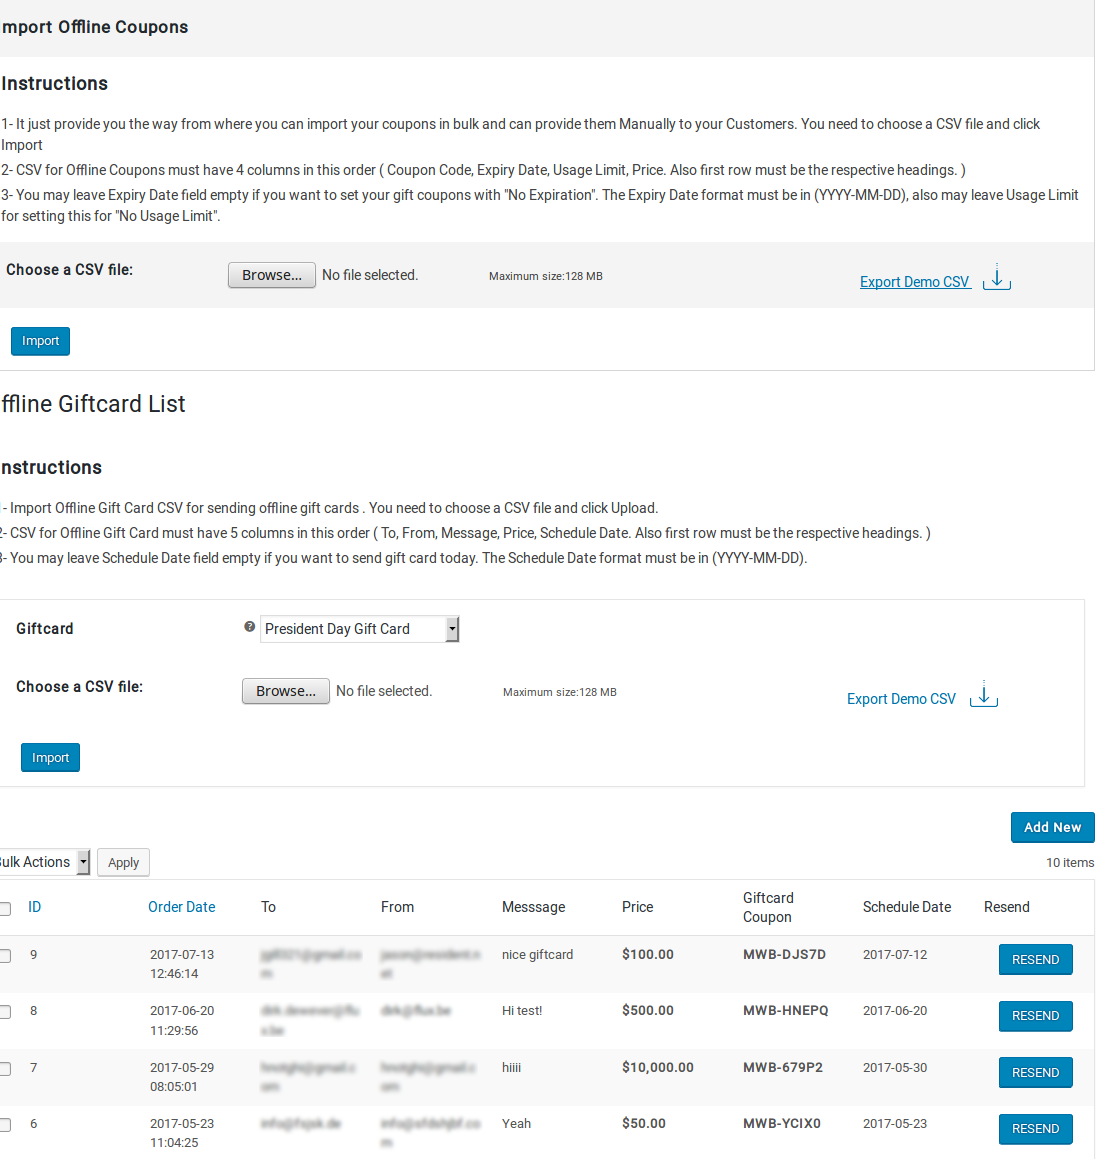 mport Offline Coupons
Instructions
1- It just provide you the way from where you can import your coupons in bulk and can provide them Manually to your Customers. You need to choose a CSV file and click
Import
2- CSV for Offline Coupons must have 4 columns in this order ( Coupon Code, Expiry Date, Usage Limit, Price. Also first row must be the respective headings. )
3- You may leave Expiry Date field empty if you want to set your gift coupons with "No Expiration". The Expiry Date format must be in (YYYY-MM-DD), also may leave Usage Limit
for setting this for "No Usage Limit".
Choose a CSV file: Browse... No file selected. Maximum size:128 MB Export Demo CSV
Import
ffline Giftcard List
nstructions
- Import Offline Gift Card CSV for sending offline gift cards . You need to choose a CSV file and click Upload.
2- CSV for Offline Gift Card must have 5 columns in this order ( To, From, Message, Price, Schedule Date. Also first row must be the respective headings. )
3- You may leave Schedule Date field empty if you want to send gift card today. The Schedule Date format must be in (YYYY-MM-DD).
Giftcard ? President Day Gift Card
Choose a CSV file: Browse... No file selected. Maximum size:128 MB Export Demo CSV
Import
Add New
Bulk Actions Apply 10 items
ID Order Date To From Messsage Price Giftcard Coupon Schedule Date Resend
9 2017-07-13 12:46:14 nice giftcard $100.00 MWB-DJS7D 2017-07-12 RESEND
8 2017-06-20 11:29:56 Hi test! $500.00 MWB-HNEPQ 2017-06-20 RESEND
7 2017-05-29 08:05:01 hiiii $10,000.00 MWB-679P2 2017-05-30 RESEND
6 2017-05-23 11:04:25 Yeah $50.00 MWB-YCIX0 2017-05-23 RESEND